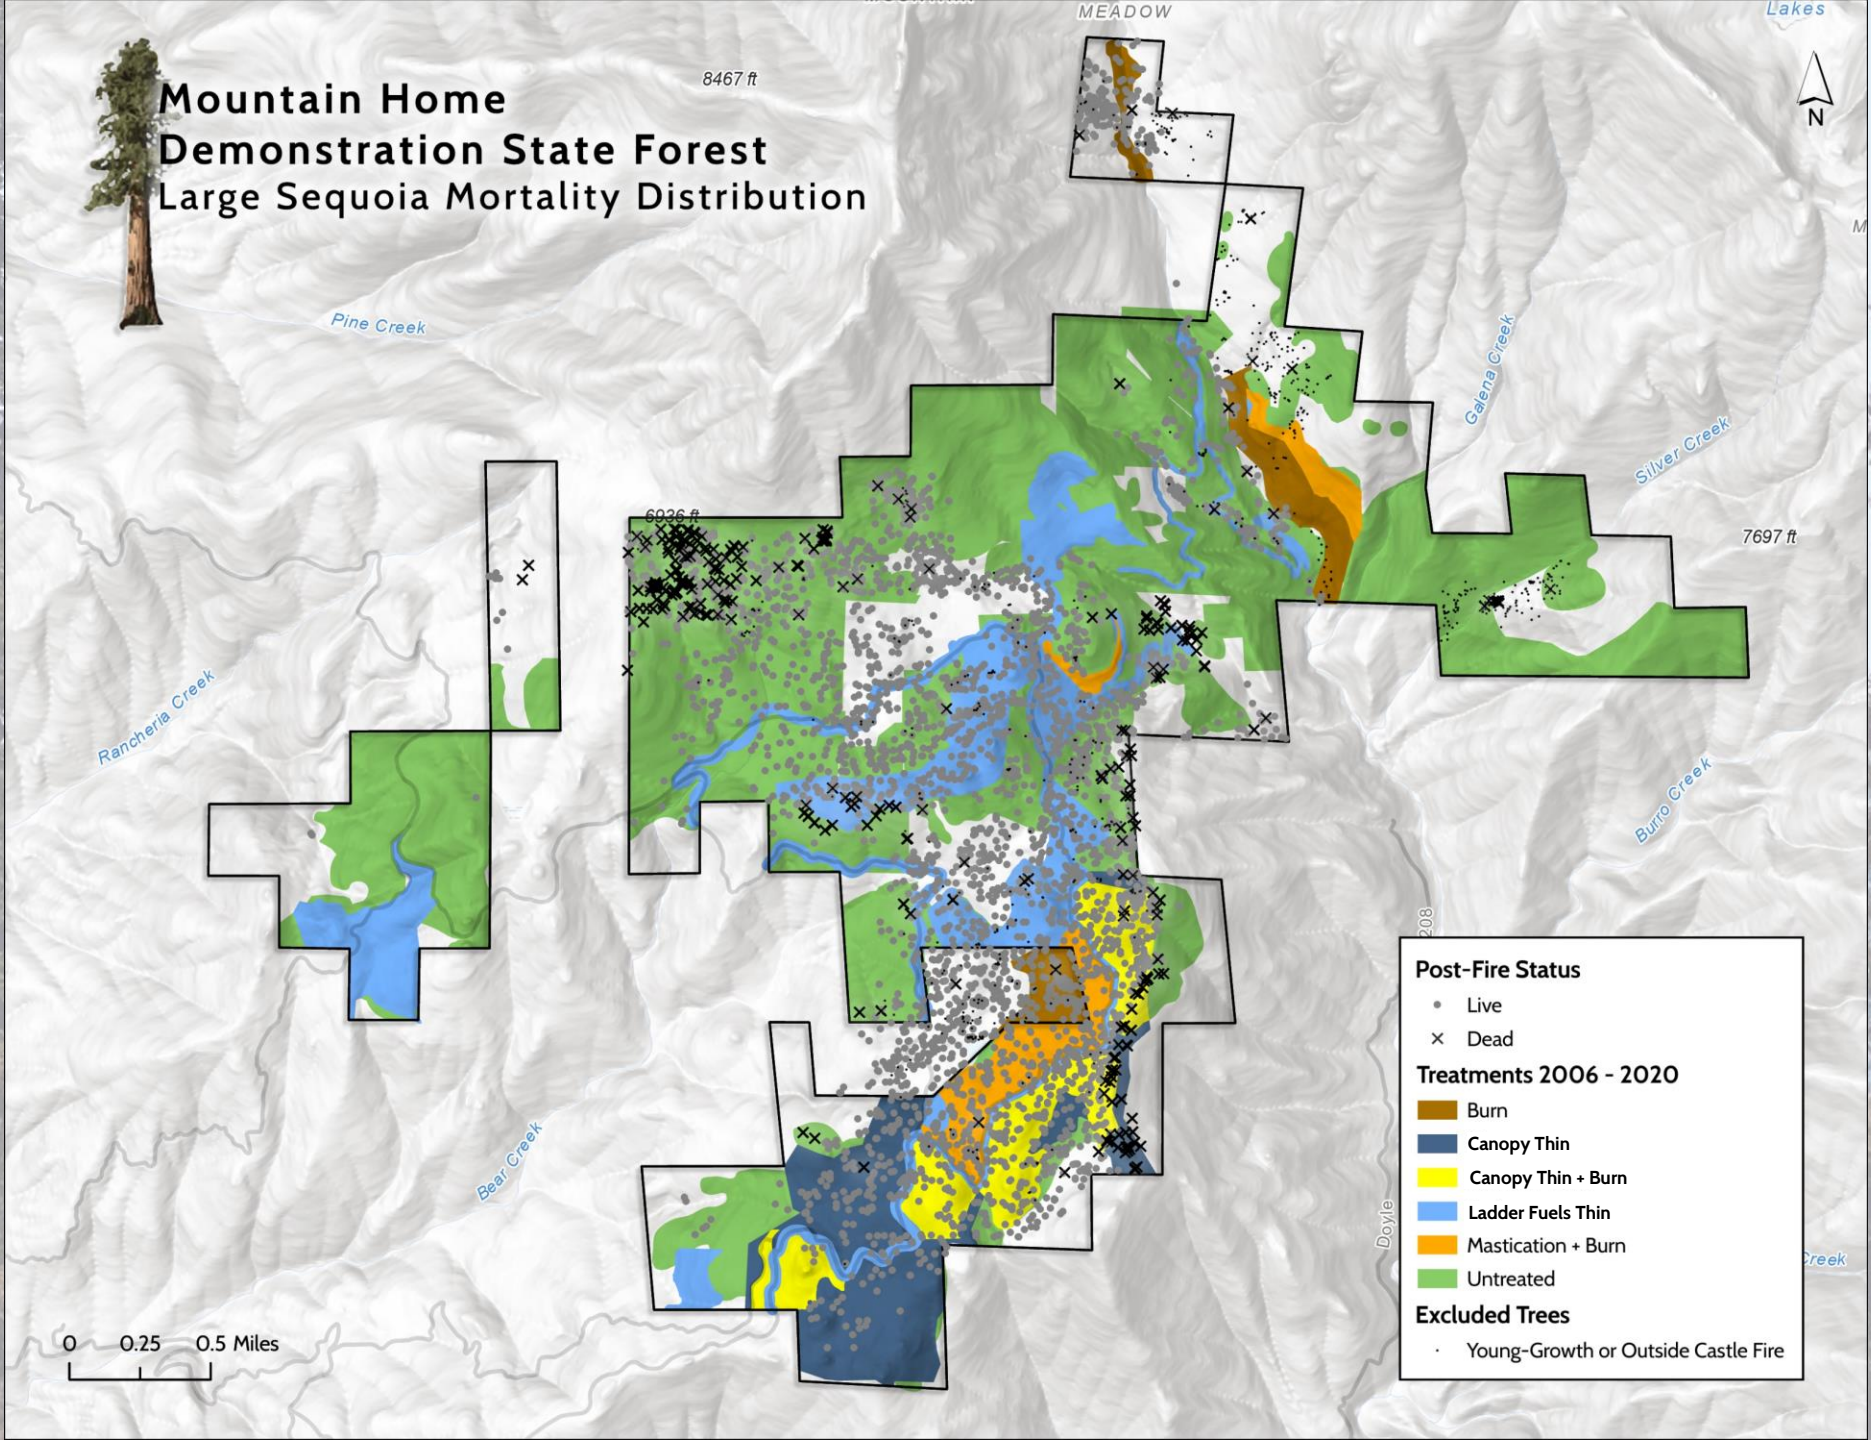 MEADOW
Lakes
8467 ft
Mountain Home
Demonstration State Forest
Large Sequoia Mortality Distribution
N
Pine Creek
Galena Creek
Silver Creek
6936 ft
7697 ft
Rancheria Creek
Burro Creek
208
Bear Creek
Doyle
Creek
Post-Fire Status
Live
Dead
Treatments 2006 - 2020
Burn
Canopy Thin
Canopy Thin + Burn
Ladder Fuels Thin
Mastication + Burn
Untreated
Excluded Trees
Young-Growth or Outside Castle Fire
0 0.25 0.5 Miles